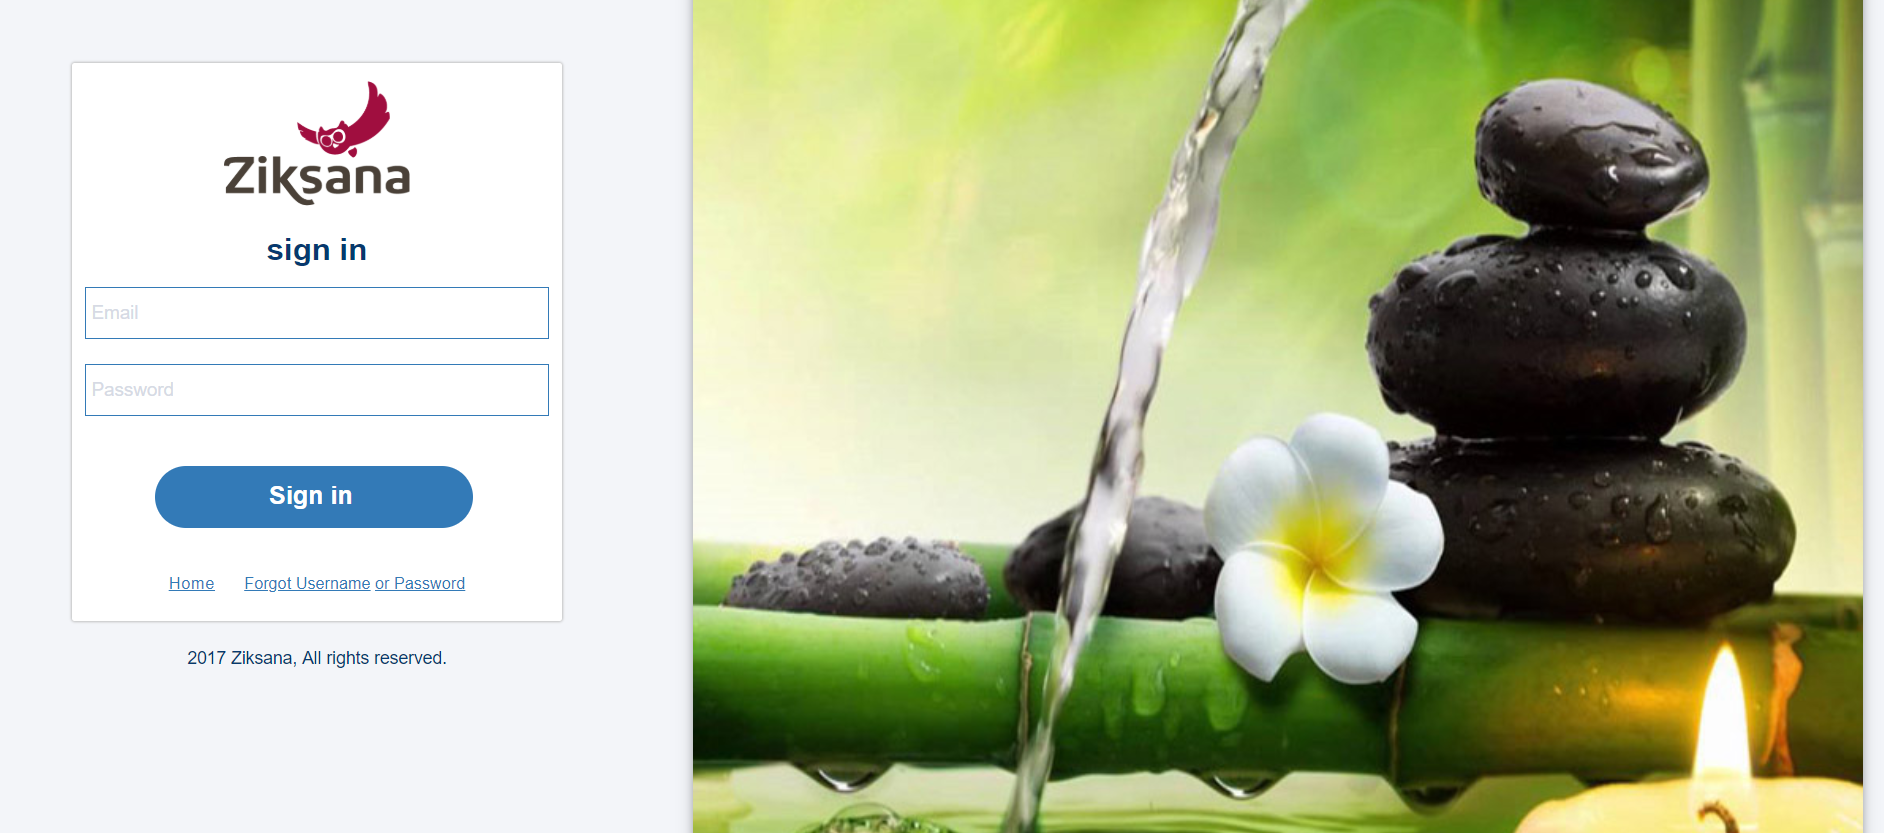 Ziksana
sign in
Email
Password
Sign in
Home Forgot Username or Password
2017 Ziksana, All rights reserved.